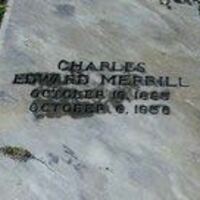 CHARLES
EDWARD MERRILL
OCTOBER 19, 1885
OCTOBER 6, 1956